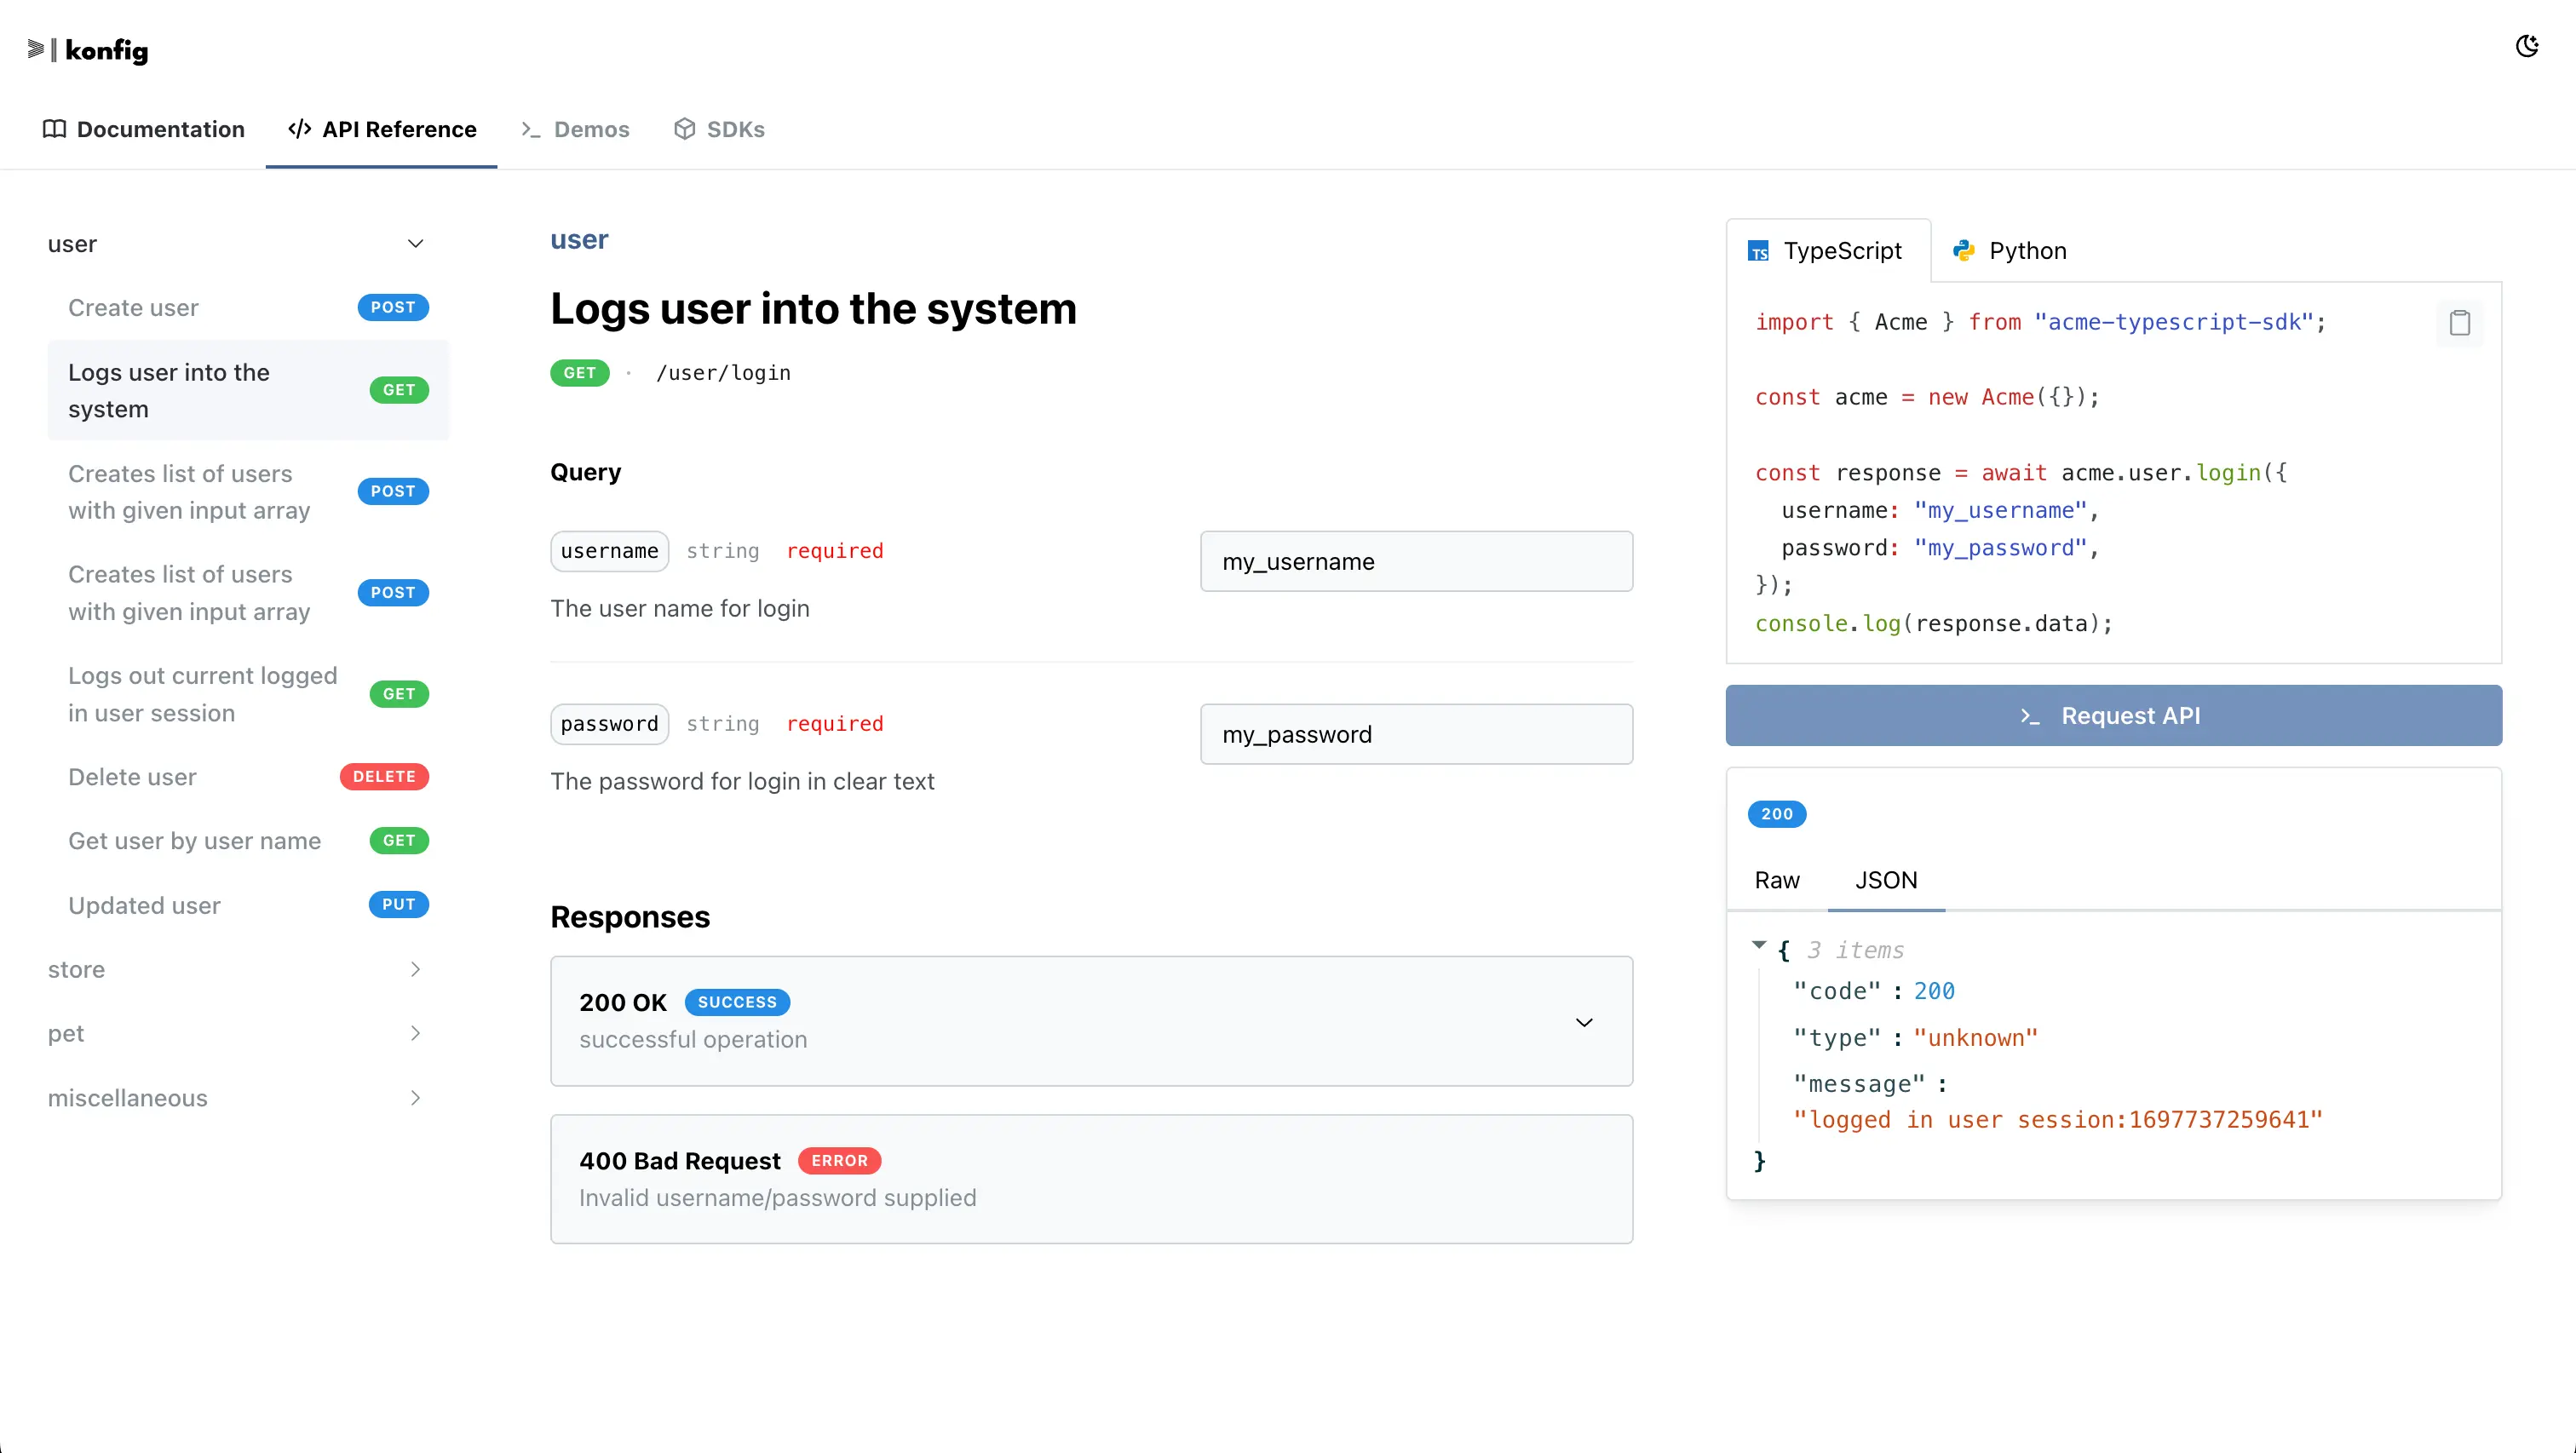 konfig
Documentation
API Reference
Demos
SDKs
user
Create user
POST
Logs user into the
system
GET
Creates list of users
with given input array
POST
Creates list of users
with given input array
POST
Logs out current logged
in user session
GET
Delete user
DELETE
Get user by user name
GET
Updated user
PUT
store
pet
miscellaneous
user
Logs user into the system
GET · /user/login
Query
username string required
my_username
The user name for login
password string required
my_password
The password for login in clear text
Responses
200 OK SUCCESS
successful operation
400 Bad Request ERROR
Invalid username/password supplied
TS TypeScript
Python
import { Acme } from "acme-typescript-sdk";
const acme = new Acme({});
const response = await acme.user.login({
  username: "my_username",
  password: "my_password",
});
console.log(response.data);
Request API
200
Raw
JSON
{ 3 items
"code" : 200
"type" : "unknown"
"message" :
"logged in user session:1697737259641"
}